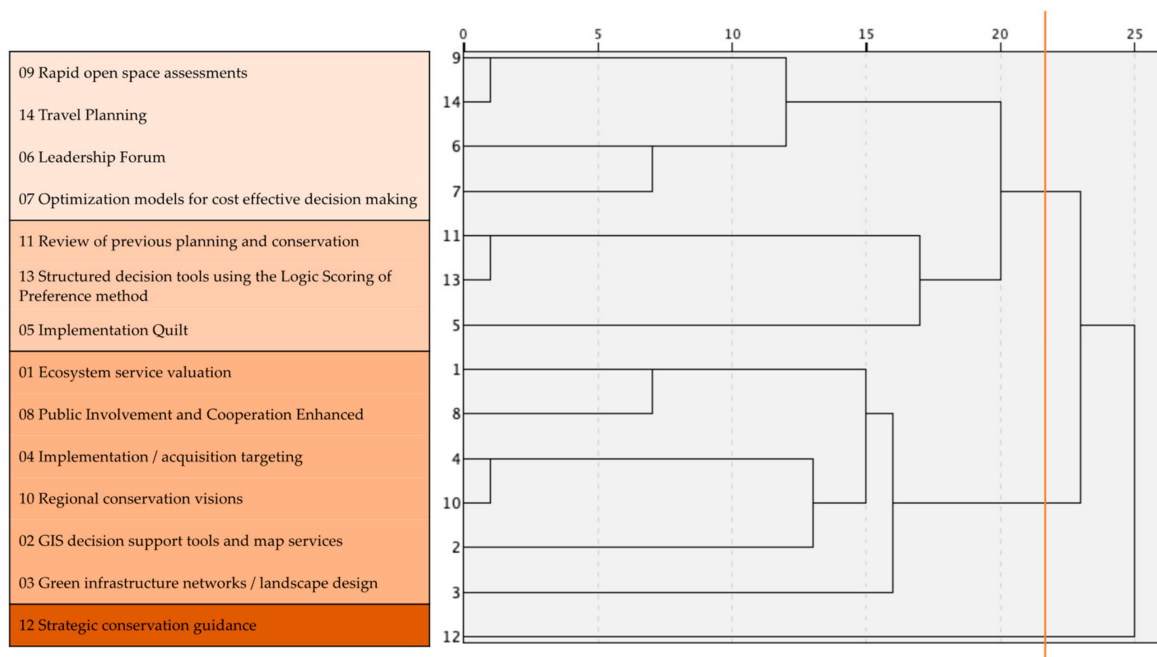 0 5 10 15 20 25
09 Rapid open space assessments
9
14 Travel Planning
14
06 Leadership Forum
6
07 Optimization models for cost effective decision making
7
11 Review of previous planning and conservation
11
13 Structured decision tools using the Logic Scoring of
Preference method
13
05 Implementation Quilt
5
01 Ecosystem service valuation
1
08 Public Involvement and Cooperation Enhanced
8
04 Implementation / acquisition targeting
4
10 Regional conservation visions
10
02 GIS decision support tools and map services
2
03 Green infrastructure networks / landscape design
3
12 Strategic conservation guidance
12